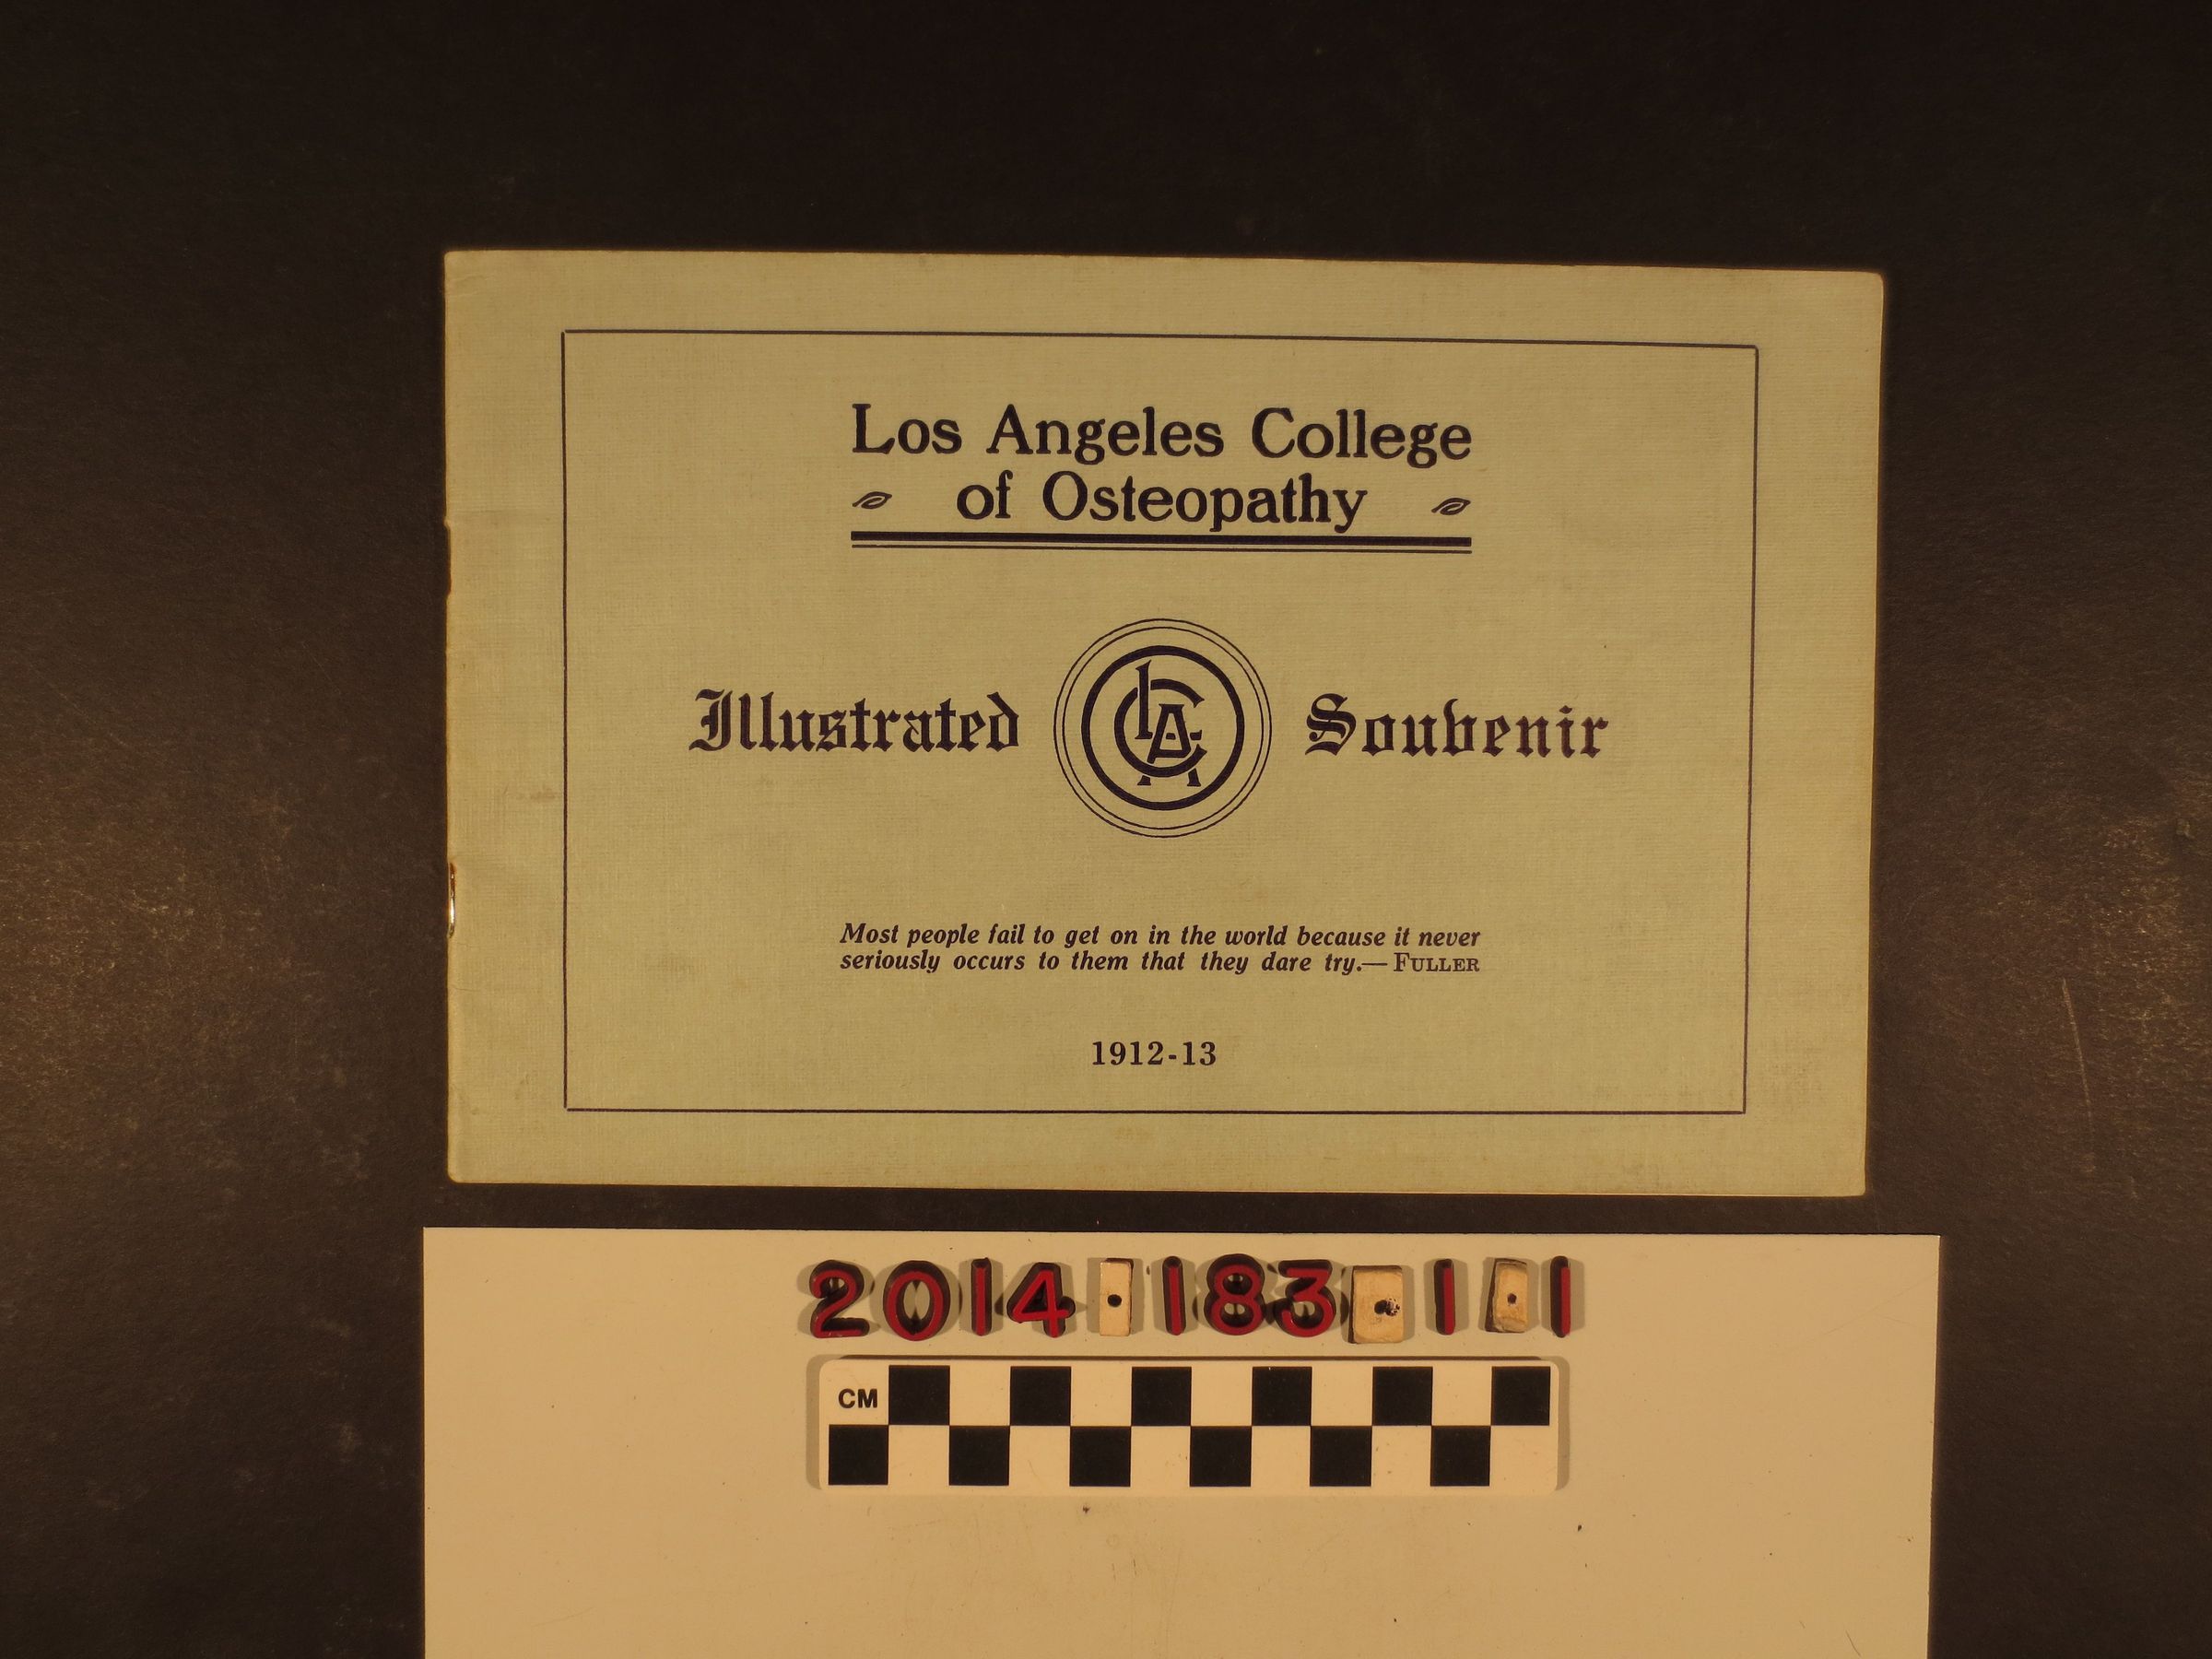 Los Angeles College
of Osteopathy
Illustrated LAC Souvenir
Most people fail to get on in the world because it never
seriously occurs to them that they dare try.— FULLER
1912-13
2014.183.1.1
CM